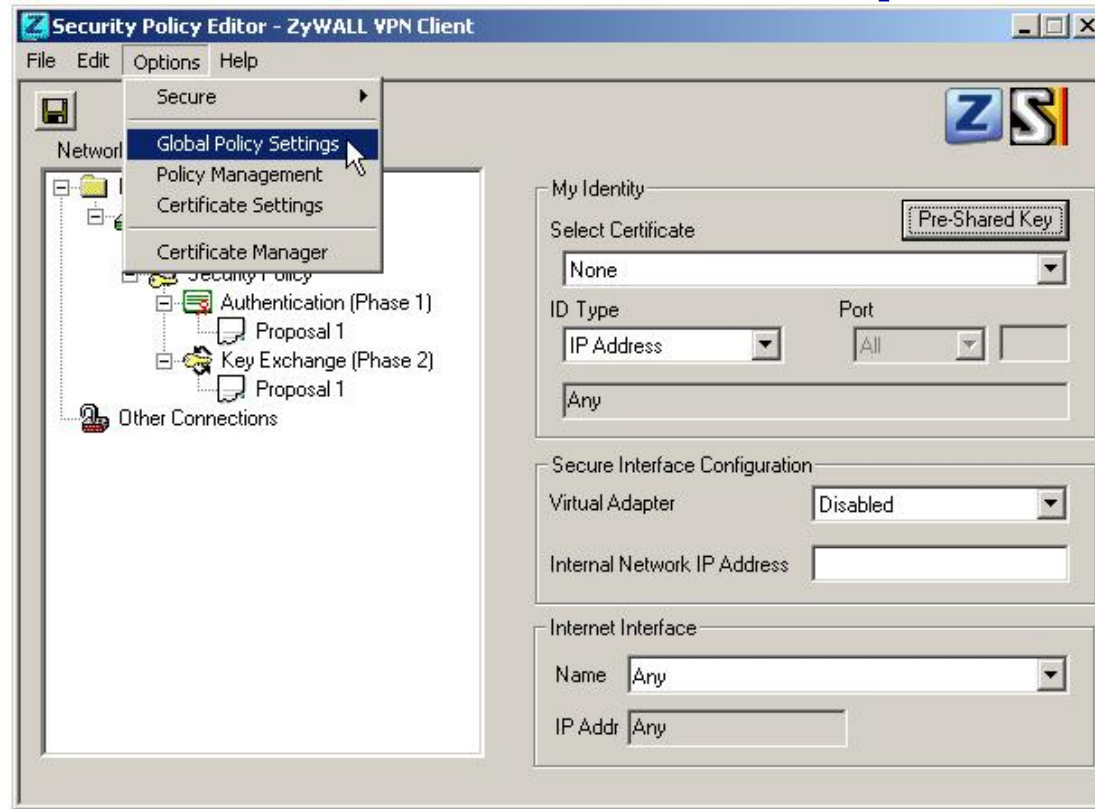 Security Policy Editor - ZyWALL VPN Client
File Edit Options Help
Secure
Global Policy Settings
Policy Management
Certificate Settings
Certificate Manager
Z S
Security Policy
Authentication (Phase 1)
Proposal 1
Key Exchange (Phase 2)
Proposal 1
Other Connections
My Identity
Select Certificate
Pre-Shared Key
None
ID Type Port
IP Address All
Any
Secure Interface Configuration
Virtual Adapter Disabled
Internal Network IP Address
Internet Interface
Name Any
IP Addr Any